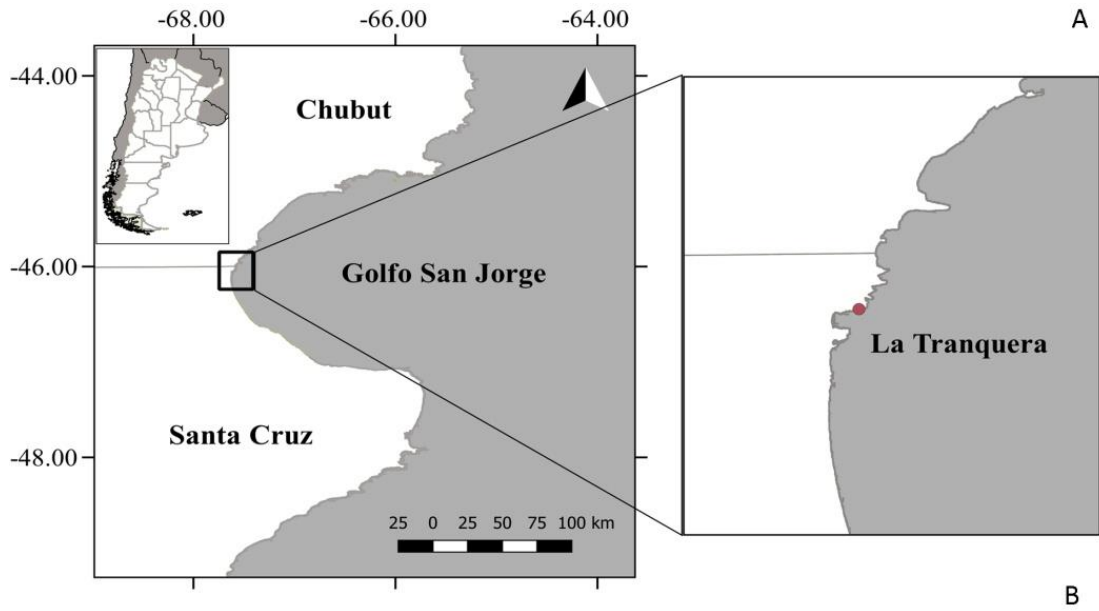 -68.00 -66.00 -64.00
A
-44.00
Chubut
-46.00
Golfo San Jorge
La Tranquera
Santa Cruz
-48.00
25 0 25 50 75 100 km
B